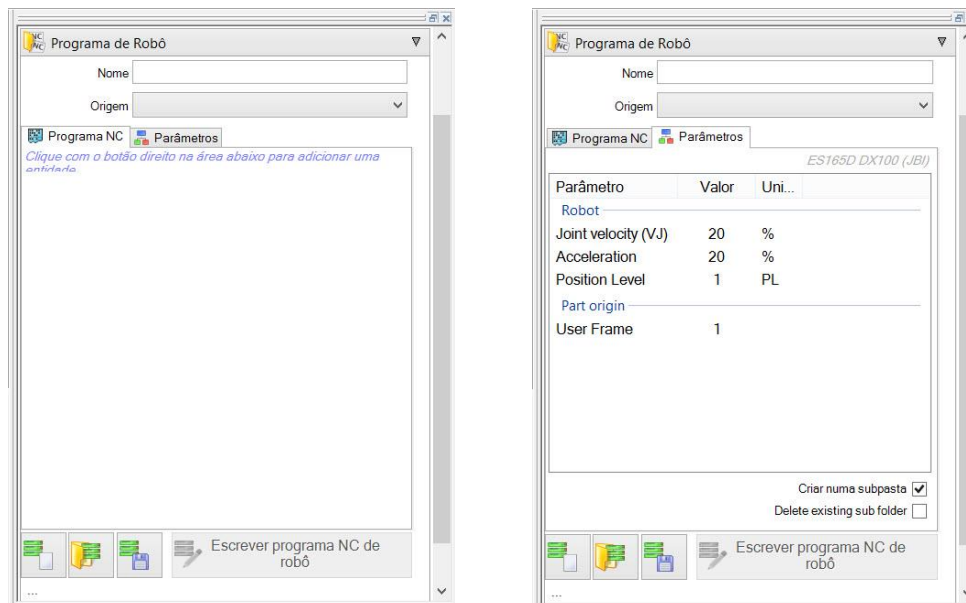 Programa de Robô
Nome
Origem
Programa NC
Parâmetros
Clique com o botão direito na área abaixo para adicionar uma
entidade.
Escrever programa NC de
robô
...
Programa de Robô
Nome
Origem
Programa NC
Parâmetros
ES165D DX100 (JBI)
Parâmetro Valor Uni...
Robot
Joint velocity (VJ) 20 %
Acceleration 20 %
Position Level 1 PL
Part origin
User Frame 1
Criar numa subpasta
Delete existing sub folder
Escrever programa NC de
robô
...